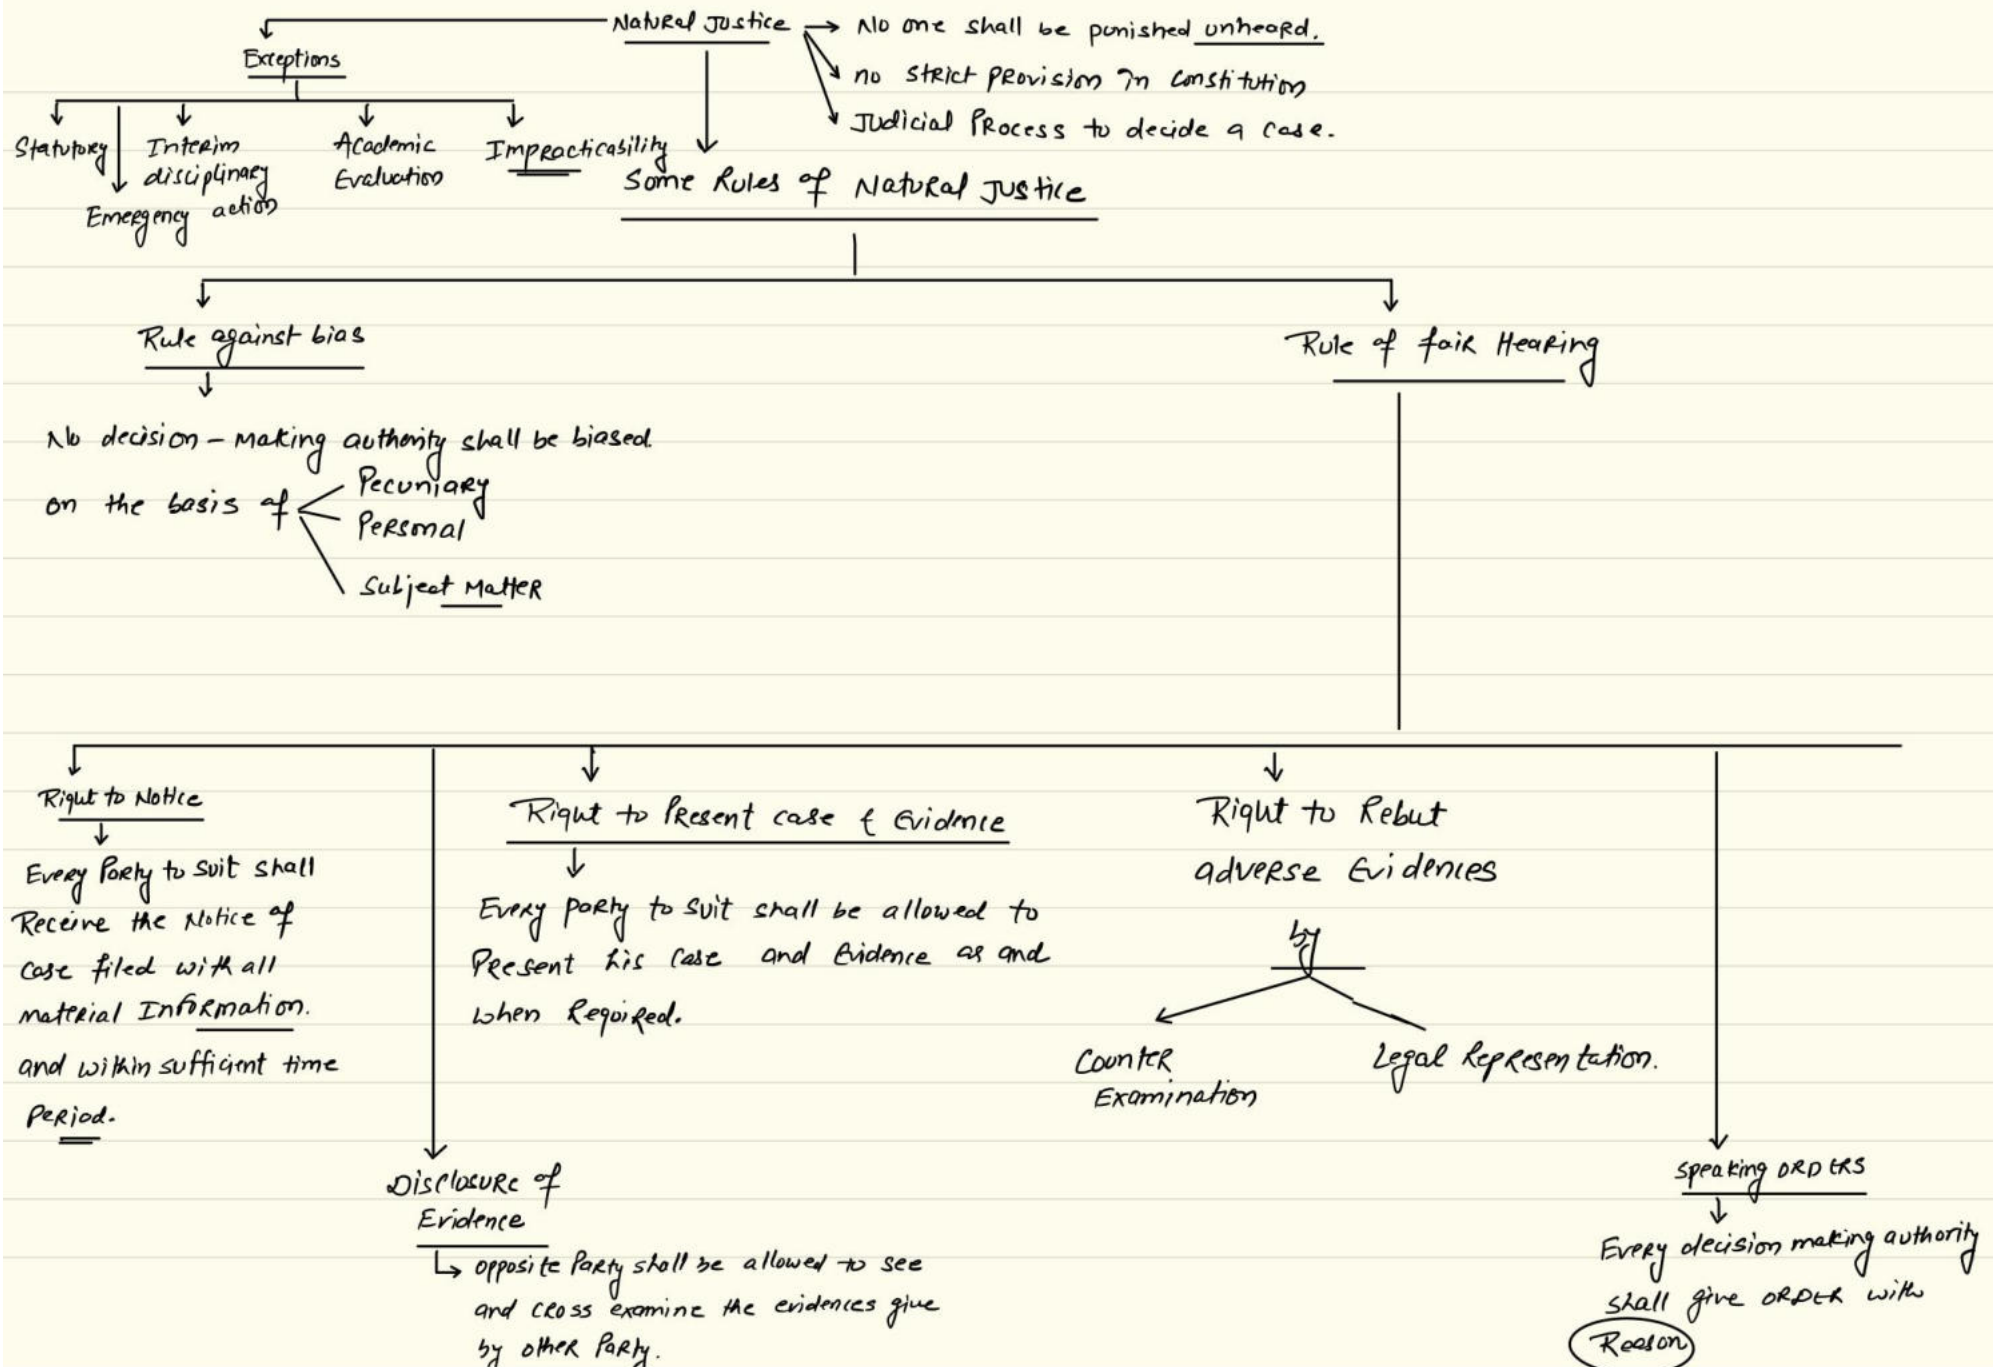 Natural Justice → No one shall be punished unheard.
→ no strict provision in constitution
→ Judicial Process to decide a case.
Exceptions
Statutory
Emergency
Interim
disciplinary
action
Academic
Evaluation
Impracticability
Some Rules of Natural Justice
Rule against bias
No decision - making authority shall be biased.
on the basis of
Pecuniary
Personal
Subject Matter
Rule of fair Hearing
Right to Notice
Every Party to suit shall
Receive the Notice of
case filed with all
material Information.
and within sufficient time
Period.
Disclosure of
Evidence
opposite Party shall be allowed to see
and cross examine the evidences give
by other Party.
Right to Present case & Evidence
Every party to suit shall be allowed to
Present his case and Evidence as and
when Required.
Right to Rebut
adverse Evidences
by
Counter
Examination
Legal Representation.
Speaking ORDERS
Every decision making authority
shall give ORDER with
Reason